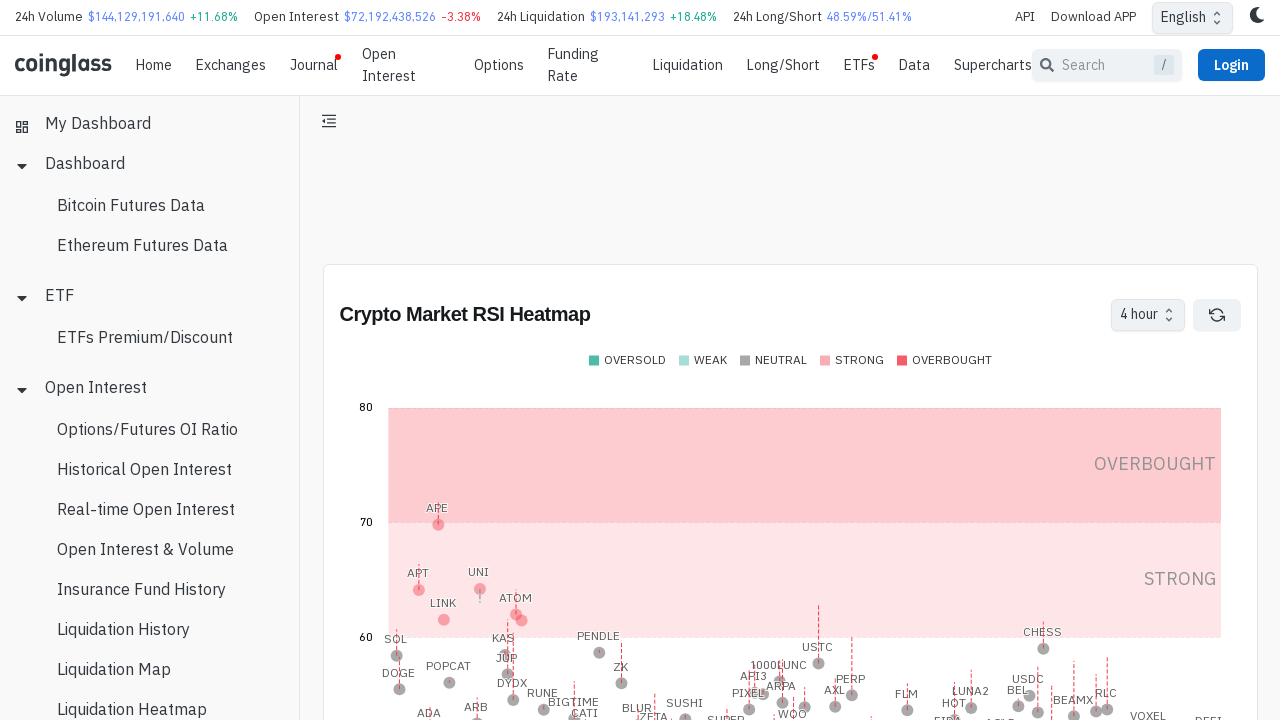 24h Volume $144,129,191,640 +11.68% Open Interest $72,192,438,526 -3.38% 24h Liquidation $193,141,293 +18.48% 24h Long/Short 48.59%/51.41% API Download APP English
coinglass Home Exchanges Journal Open Interest Options Funding Rate Liquidation Long/Short ETFs Data Supercharts Search / Login
My Dashboard
Dashboard
Bitcoin Futures Data
Ethereum Futures Data
ETF
ETFs Premium/Discount
Open Interest
Options/Futures OI Ratio
Historical Open Interest
Real-time Open Interest
Open Interest & Volume
Insurance Fund History
Liquidation History
Liquidation Map
Liquidation Heatmap
Crypto Market RSI Heatmap 4 hour
OVERSOLD WEAK NEUTRAL STRONG OVERBOUGHT
80
OVERBOUGHT
APE
70
APT UNI
STRONG
LINK ATOM
60
SOL KAS PENDLE CHESS
USTC
DOGE POPCAT JUP ZK 1000LUNC
DYDX API3 PERP USDC
RUNE PIXEL ARPA AXL FLM LUNA2 BEL RLC
BIGTIME SUSHI HOT BEAMX
ADA ARB CATI BLUR ZETA SUPER WOO VOXEL